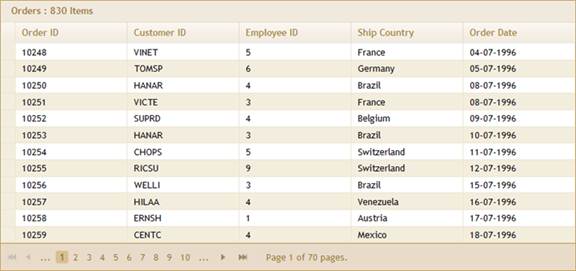 Orders : 830 Items
Order ID Customer ID Employee ID Ship Country Order Date
10248 VINET 5 France 04-07-1996
10249 TOMSP 6 Germany 05-07-1996
10250 HANAR 4 Brazil 08-07-1996
10251 VICTE 3 France 08-07-1996
10252 SUPRD 4 Belgium 09-07-1996
10253 HANAR 3 Brazil 10-07-1996
10254 CHOPS 5 Switzerland 11-07-1996
10255 RICSU 9 Switzerland 12-07-1996
10256 WELLI 3 Brazil 15-07-1996
10257 HILAA 4 Venezuela 16-07-1996
10258 ERNSH 1 Austria 17-07-1996
10259 CENTC 4 Mexico 18-07-1996
... 1 2 3 4 5 6 7 8 9 10 ... Page 1 of 70 pages.